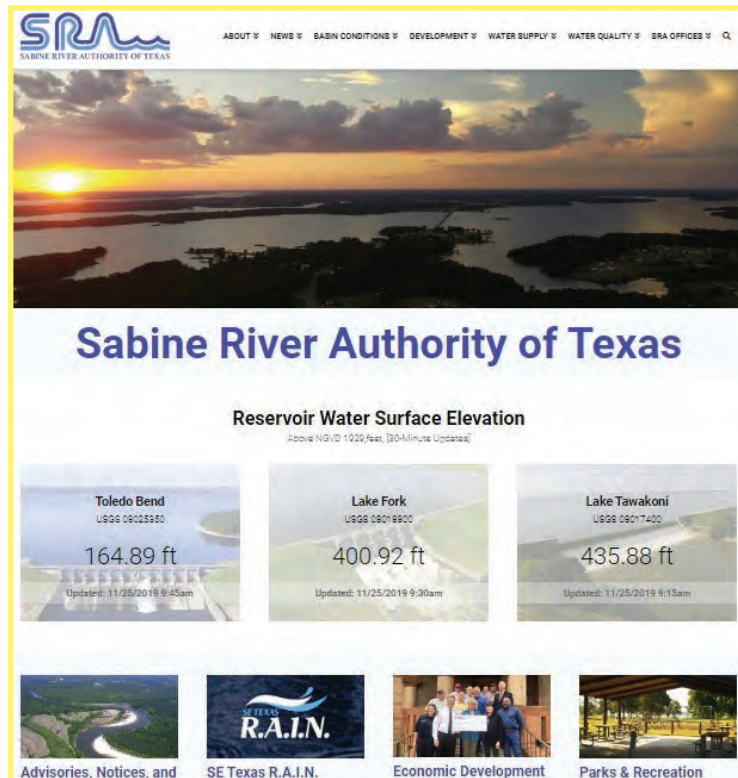 SRA
SABINE RIVER AUTHORITY OF TEXAS
ABOUT NEWS BASIN CONDITIONS DEVELOPMENT WATER SUPPLY WATER QUALITY SRA OFFICES
Sabine River Authority of Texas
Reservoir Water Surface Elevation
Above NGVD 1929,feet, [30-Minute Updates]
Toledo Bend
USGS 08025350
164.89 ft
Updated: 11/25/2019 9:45am
Lake Fork
USGS 08018800
400.92 ft
Updated: 11/25/2019 9:30am
Lake Tawakoni
USGS 08017400
435.88 ft
Updated: 11/25/2019 9:15am
SE TEXAS
R.A.I.N.
Advisories, Notices, and
SE Texas R.A.I.N.
Economic Development
Parks & Recreation